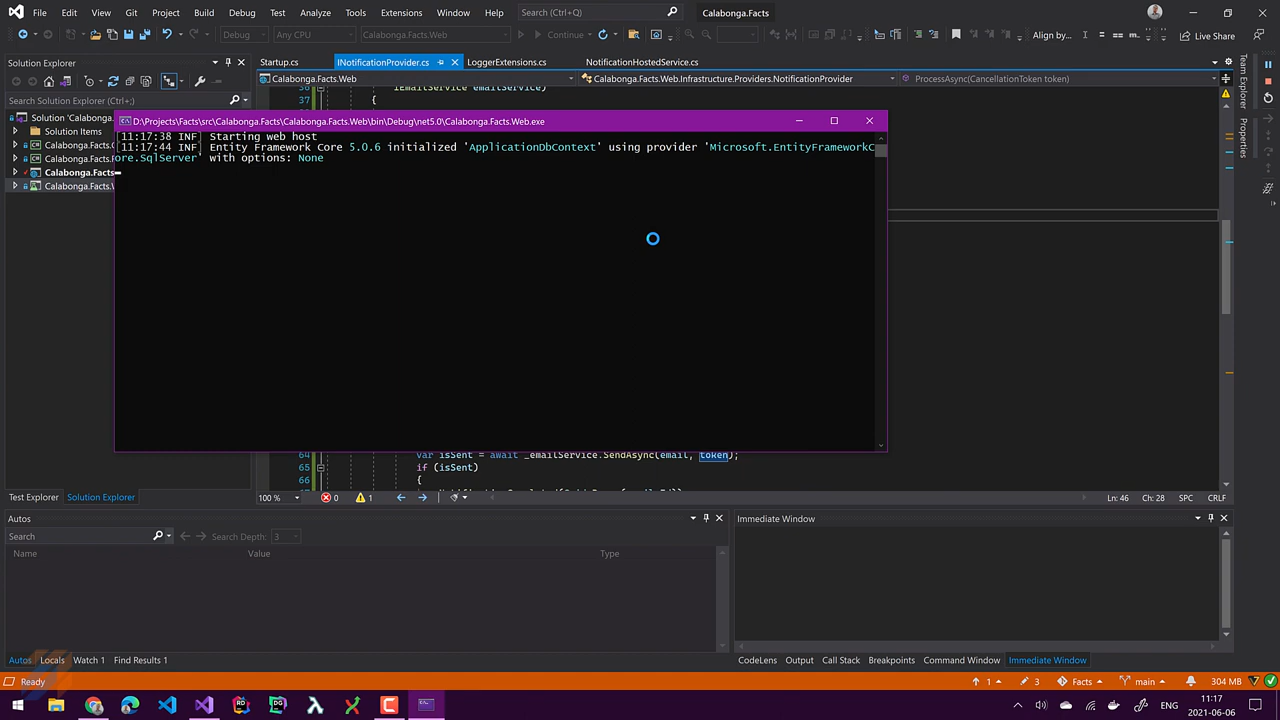 File Edit View Git Project Build Debug Test Analyze Tools Extensions Window Help Search (Ctrl+Q) Calabonga.Facts
Debug Any CPU Calabonga.Facts.Web Continue Align by... Live Share
Solution Explorer
Startup.cs INotificationProvider.cs LoggerExtensions.cs NotificationHostedService.cs
Calabonga.Facts.Web Calabonga.Facts.Web.Infrastructure.Providers.NotificationProvider ProcessAsync(CancellationToken token)
Search Solution Explorer (Ctrl+;)
IEmailService emailService)
37 {
Solution 'Calabonga.
Solution Items
Calabonga.
Calabonga.Facts.
Calabonga.Facts
Calabonga.Facts.
D:\Projects\Facts\src\Calabonga.Facts.Web\bin\Debug\net5.0\Calabonga.Facts.Web.exe
[11:17:38 INF] Starting web host
[11:17:44 INF] Entity Framework Core 5.0.6 initialized 'ApplicationDbContext' using provider 'Microsoft.EntityFrameworkC
ore.SqlServer' with options: None
64 var isSent = await _emailService.SendAsync(email, token);
65 if (isSent)
66 {
Team Explorer
Properties
Test Explorer Solution Explorer
100 % 0 1 Ln: 46 Ch: 28 SPC CRLF
Autos
Search Search Depth: 3
Name Value Type
Immediate Window
Autos Locals Watch 1 Find Results 1
CodeLens Output Call Stack Breakpoints Command Window Immediate Window
Ready 1 3 Facts main 304 MB
ENG 11:17
2021-06-06